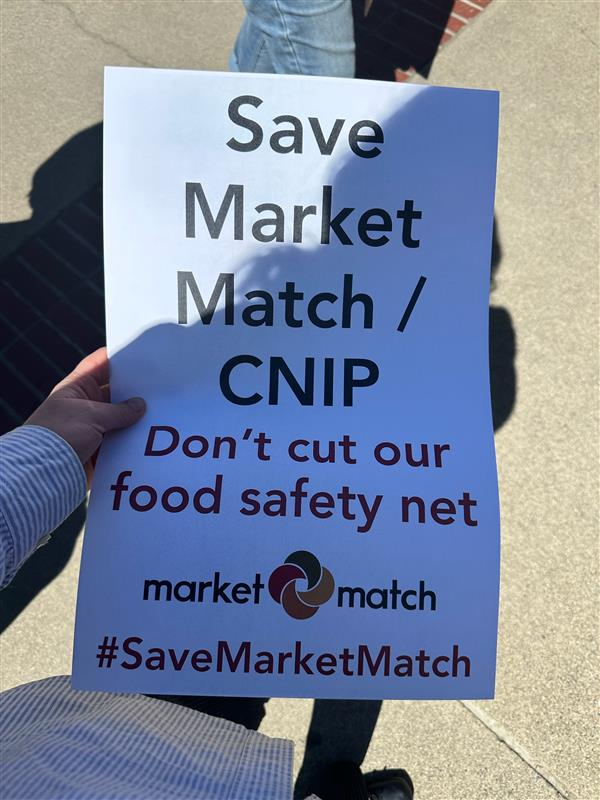 Save
Market
Match /
CNIP
Don't cut our
food safety net
market match
#SaveMarketMatch